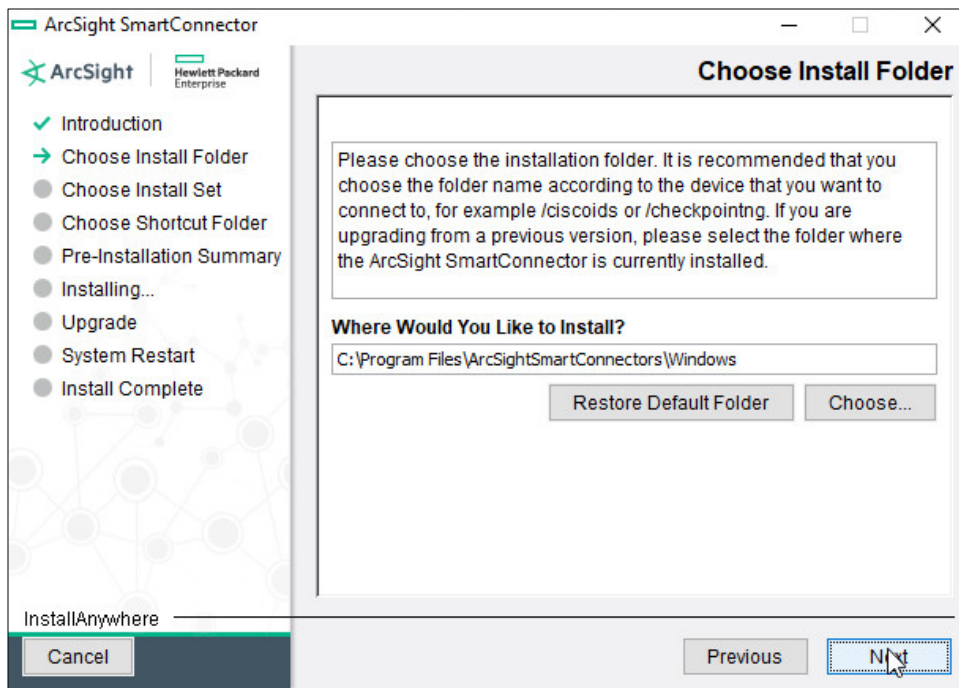 ArcSight SmartConnector
ArcSight
Hewlett Packard
Enterprise
Introduction
Choose Install Folder
Choose Install Set
Choose Shortcut Folder
Pre-Installation Summary
Installing...
Upgrade
System Restart
Install Complete
Choose Install Folder
Please choose the installation folder. It is recommended that you
choose the folder name according to the device that you want to
connect to, for example /ciscoids or /checkpointng. If you are
upgrading from a previous version, please select the folder where
the ArcSight SmartConnector is currently installed.
Where Would You Like to Install?
C:\Program Files\ArcSightSmartConnectors\Windows
Restore Default Folder
Choose...
InstallAnywhere
Cancel
Previous
Next